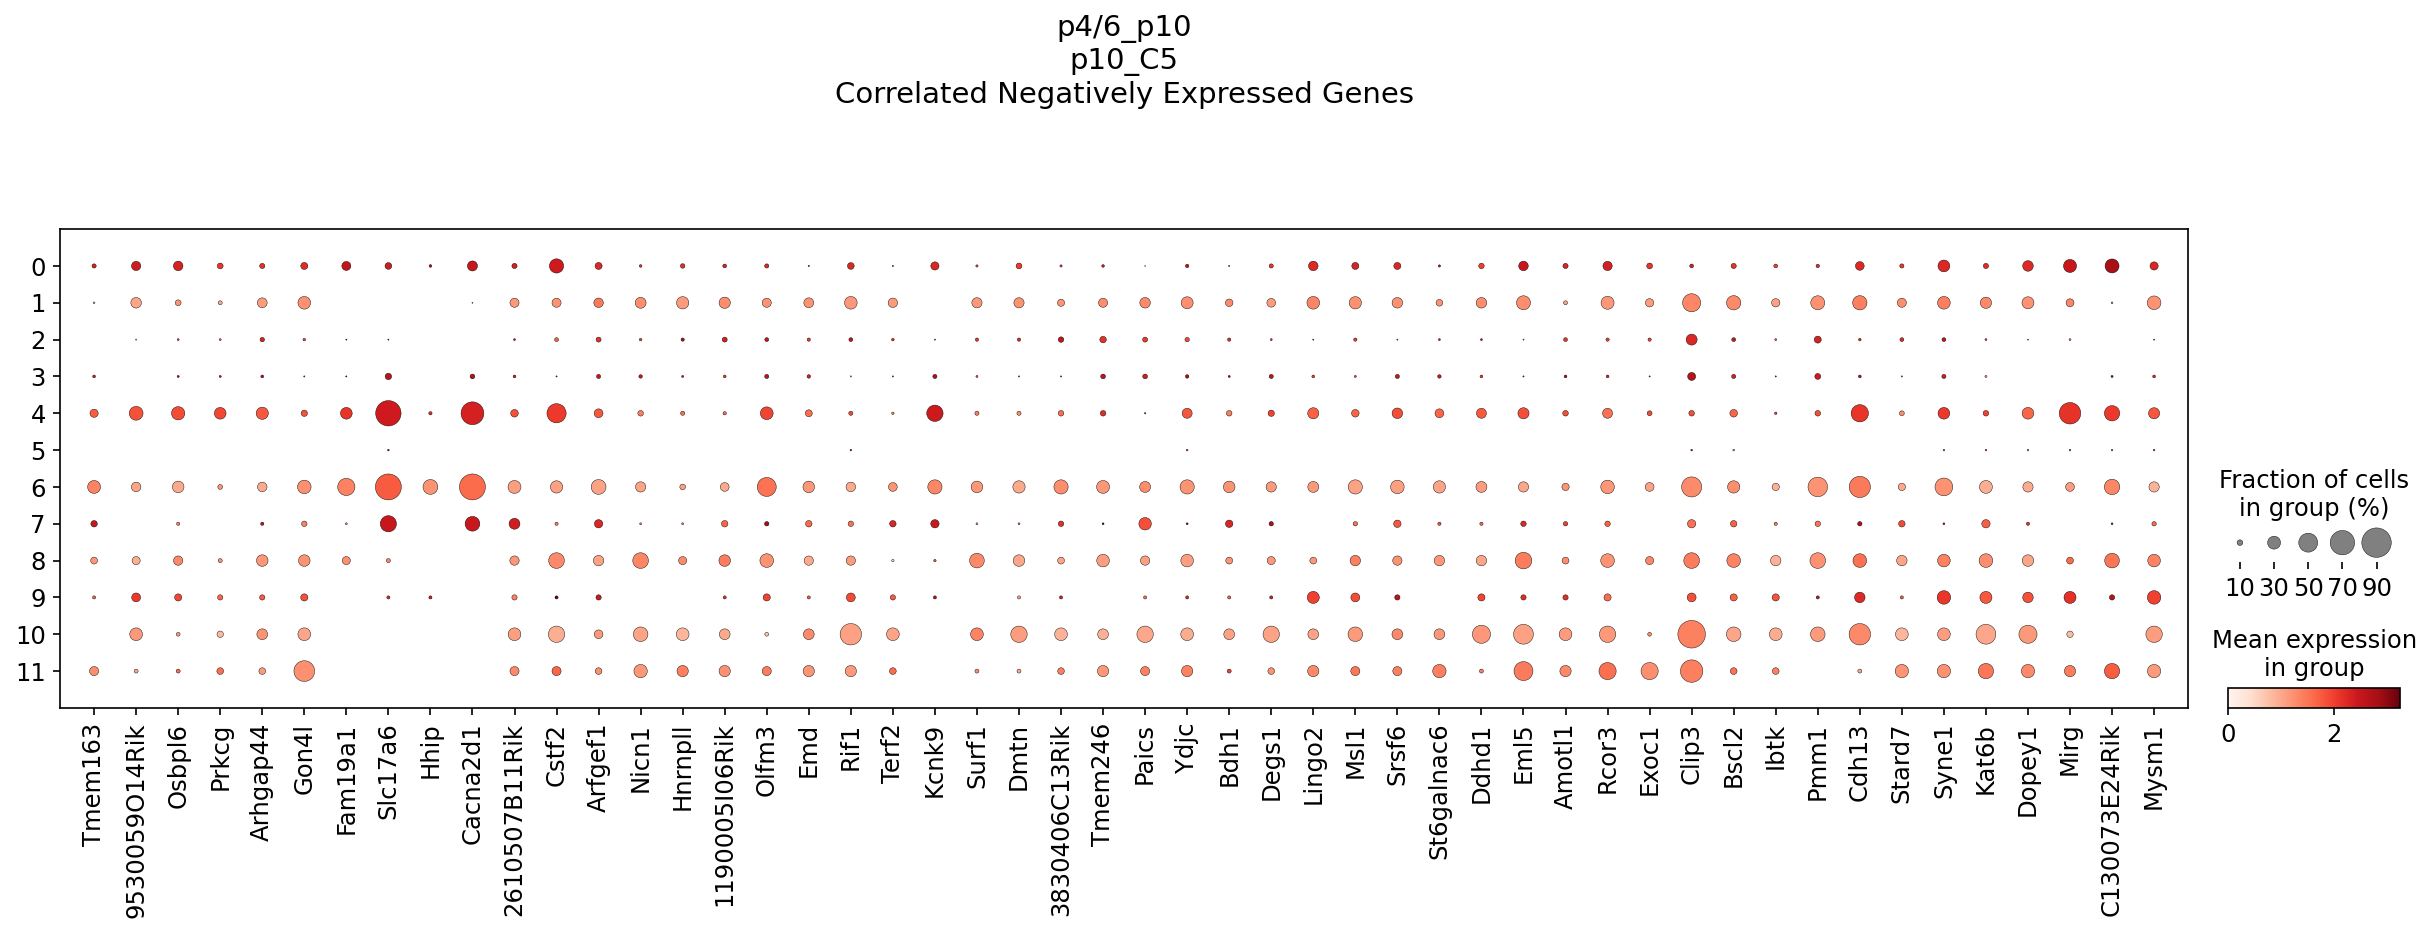 p4/6_p10
p10_C5
Correlated Negatively Expressed Genes
0
1
2
3
4
5
6
7
8
9
10
11
Tmem163
9530059O14Rik
Osbpl6
Prkcg
Arhgap44
Gon4l
Fam19a1
Slc17a6
Hhip
Cacna2d1
2610507B11Rik
Cstf2
Arfgef1
Nicn1
Hnrnpll
1190005I06Rik
Olfm3
Emd
Rif1
Terf2
Kcnk9
Surf1
Dmtn
3830406C13Rik
Tmem246
Paics
Ydjc
Bdh1
Degs1
Lingo2
Msl1
Srsf6
St6galnac6
Ddhd1
Eml5
Amotl1
Rcor3
Exoc1
Clip3
Bscl2
Ibtk
Pmm1
Cdh13
Stard7
Syne1
Kat6b
Dopey1
Mirg
C130073E24Rik
Mysm1
Fraction of cells
in group (%)
10 30 50 70 90
Mean expression
in group
0 2